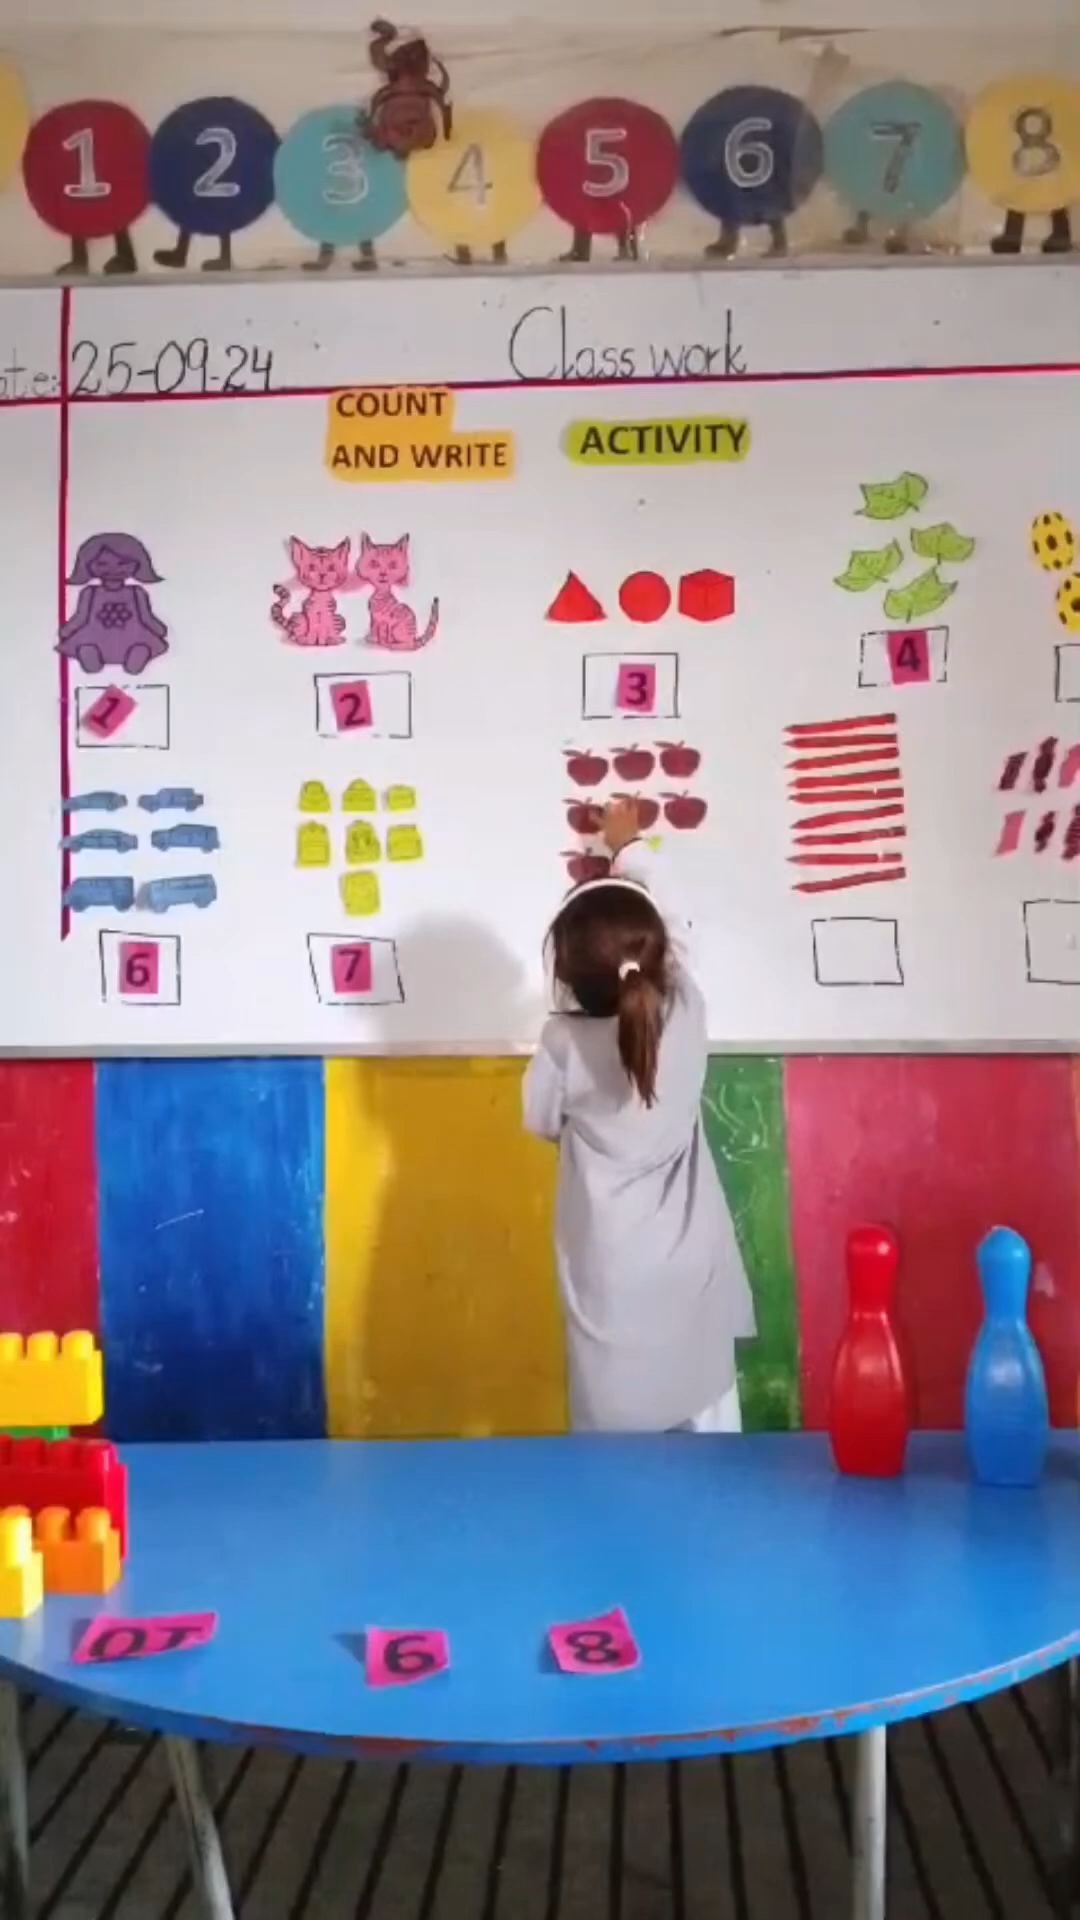 1 2 3 4 5 6 7 8
ate: 25-09-24 Class work
COUNT
AND WRITE
ACTIVITY
1 2 3 4
6 7
10 6 8